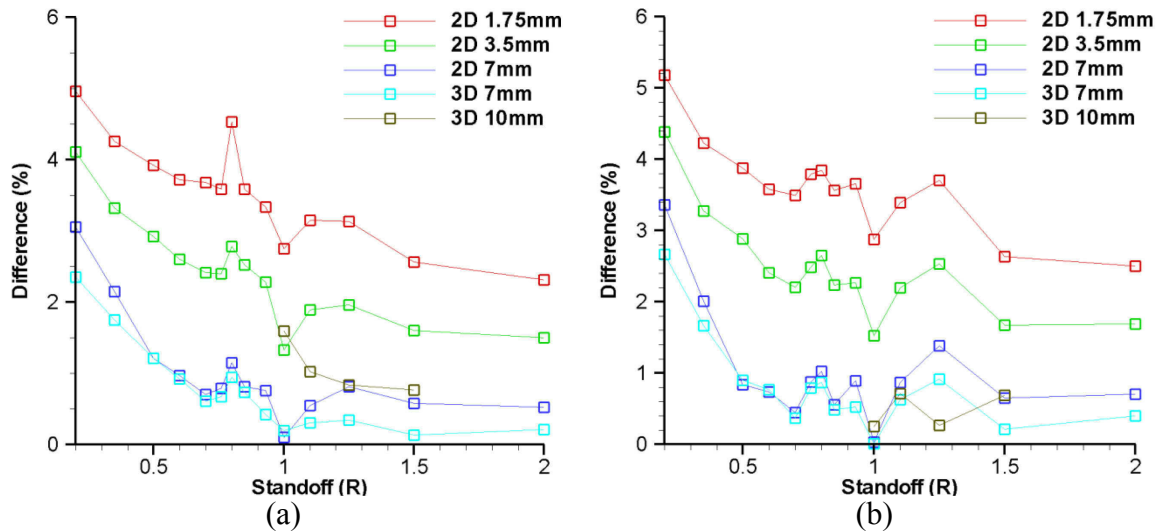 6
4
2
0
Difference (%)
0.5
1
1.5
2
Standoff (R)
2D 1.75mm
2D 3.5mm
2D 7mm
3D 7mm
3D 10mm
(a)
6
5
4
3
2
1
0
Difference (%)
0.5
1
1.5
2
Standoff (R)
2D 1.75mm
2D 3.5mm
2D 7mm
3D 7mm
3D 10mm
(b)